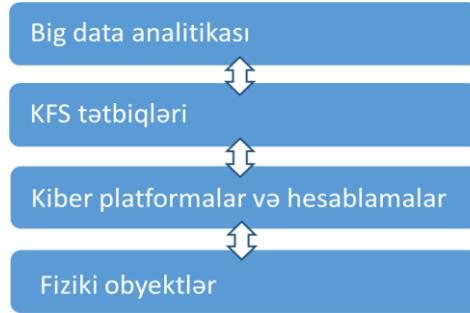 Big data analitikası
KFS tətbiqləri
Kiber platformalar və hesablamalar
Fiziki obyektlər